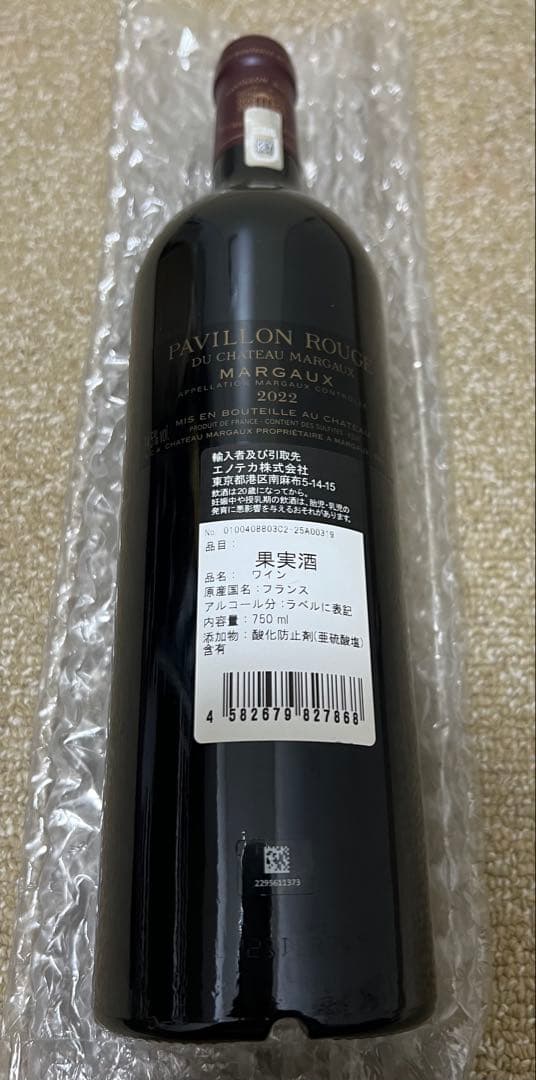 PAVILLON ROUGE
DU CHATEAU MARGAUX
MARGAUX
APPELLATION MARGAUX CONTRÔLÉE
2022
MIS EN BOUTEILLE AU CHATEAU
PRODUIT DE FRANCE - CONTIENT DES SULFITES
CHATEAU MARGAUX PROPRIÉTAIRE A MARGAUX
輸入者及び引取先
エノテカ株式会社
東京都港区南麻布5-14-15
飲酒は20歳になってから。
妊娠中や授乳期の飲酒は、胎児・乳児の
発育に悪影響を与えるおそれがあります。
No. 0100408803C2-25A00319
品目:
果実酒
品名: ワイン
原産国名:フランス
アルコール分:ラベルに表記
内容量:750 ml
添加物:酸化防止剤(亜硫酸塩)
含有
4 582679 827868
2295611373